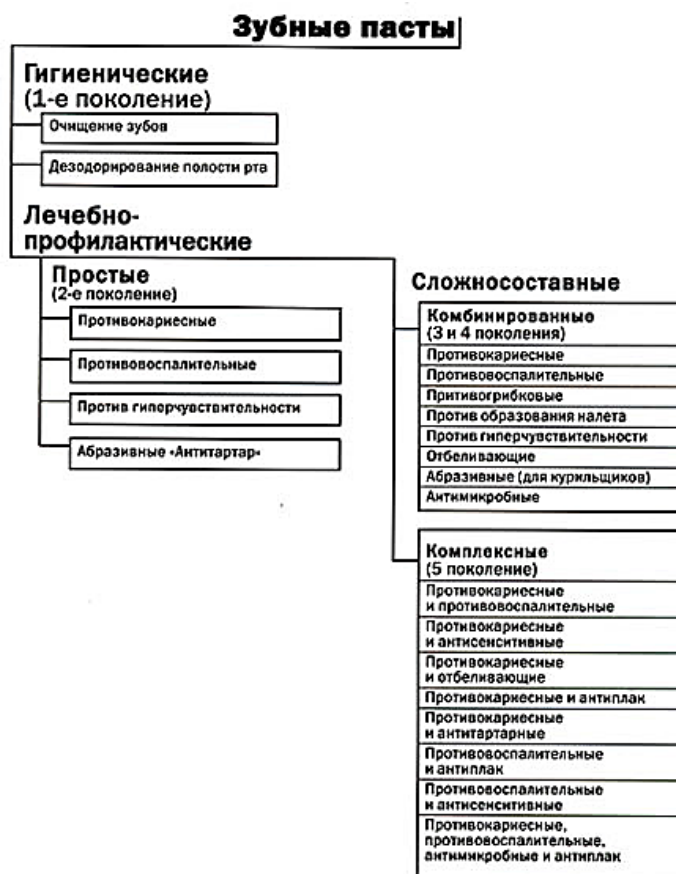 Зубные пасты
Гигиенические
(1-е поколение)
Очищение зубов
Дезодорирование полости рта
Лечебно-
профилактические
Простые
(2-е поколение)
Противокариесные
Противовоспалительные
Против гиперчувствительности
Абразивные «Антитартар»
Сложносоставные
Комбинированные
(3 и 4 поколения)
Противокариесные
Противовоспалительные
Притивогрибковые
Против образования налета
Против гиперчувствительности
Отбеливающие
Абразивные (для курильщиков)
Антимикробные
Комплексные
(5 поколение)
Противокариесные
и противовоспалительные
Противокариесные
и антисенситивные
Противокариесные
и отбеливающие
Противокариесные и антиплак
Противокариесные
и антитартарные
Противовоспалительные
и антиплак
Противовоспалительные
и антисенситивные
Противокариесные,
противовоспалительные,
антимикробные и антиплак